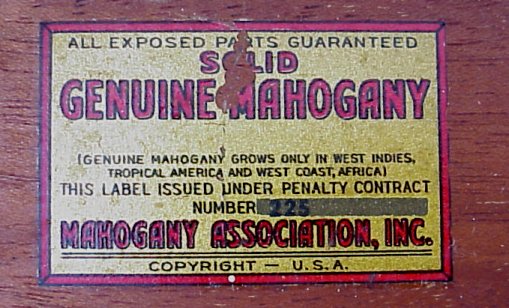 ALL EXPOSED PARTS GUARANTEED
SOLID
GENUINE MAHOGANY
(GENUINE MAHOGANY GROWS ONLY IN WEST INDIES,
TROPICAL AMERICA AND WEST COAST, AFRICA)
THIS LABEL ISSUED UNDER PENALTY CONTRACT
NUMBER 225
MAHOGANY ASSOCIATION, INC.
COPYRIGHT — U.S.A.